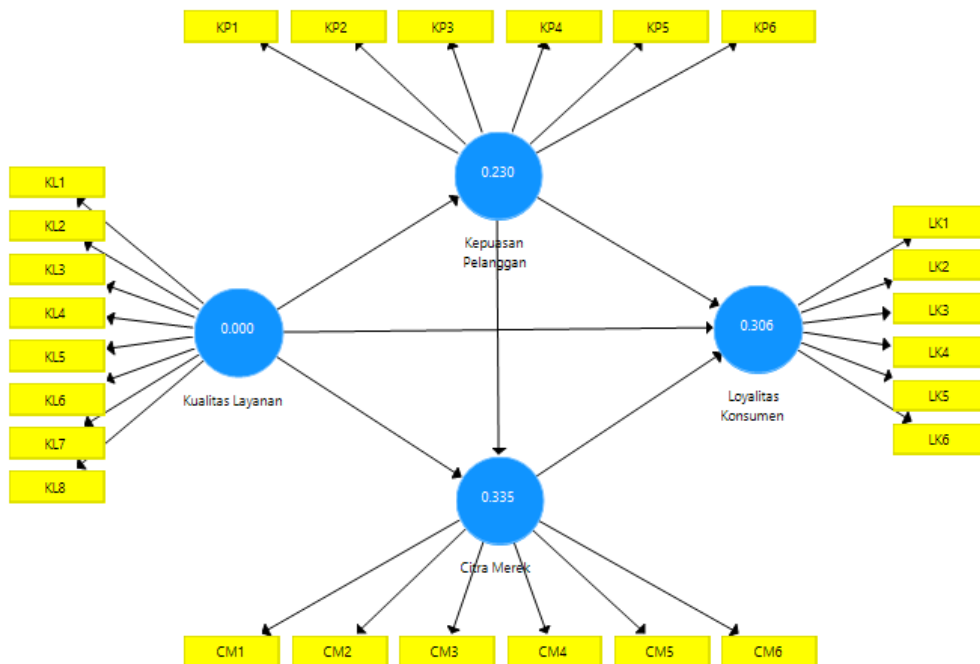 KP1
KP2
KP3
KP4
KP5
KP6
0.230
Kepuasan
Pelanggan
KL1
KL2
KL3
KL4
KL5
KL6
KL7
KL8
0.000
Kualitas Layanan
0.306
Loyalitas
Konsumen
LK1
LK2
LK3
LK4
LK5
LK6
0.335
Citra Merek
CM1
CM2
CM3
CM4
CM5
CM6